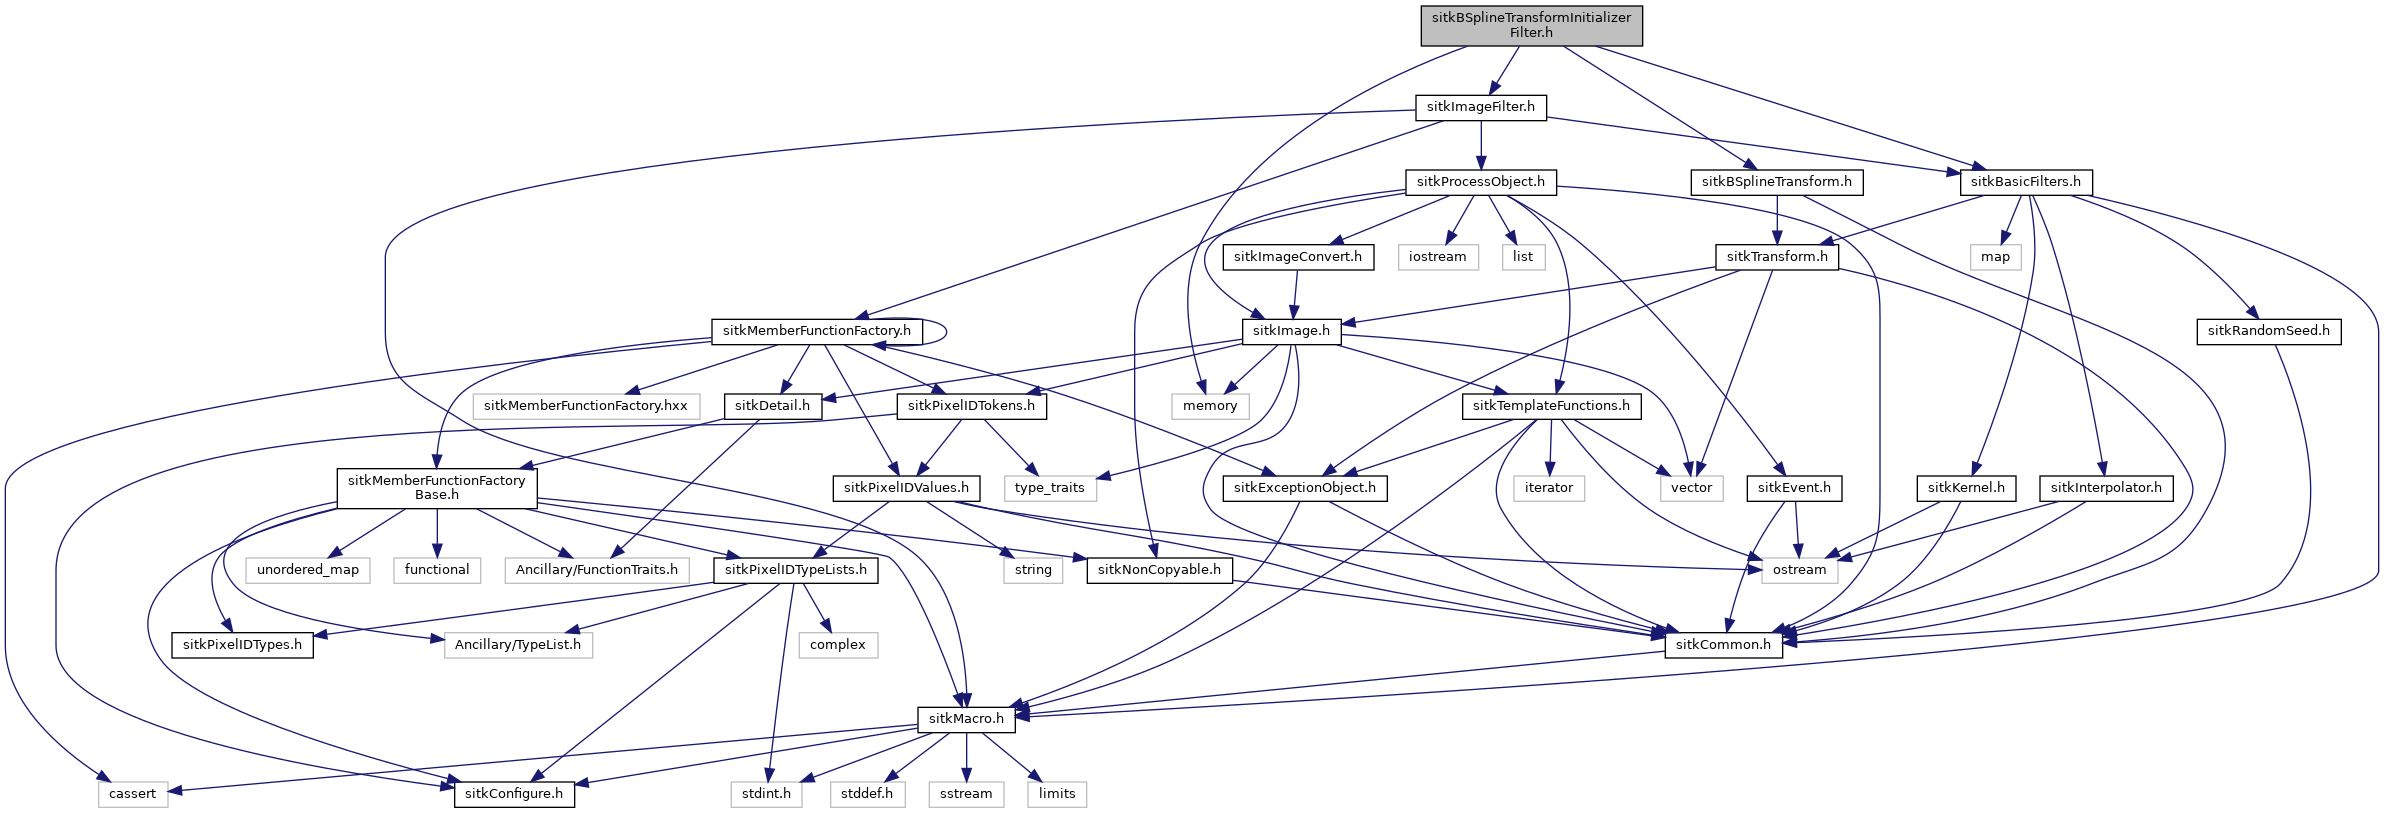 sitkBSplineTransformInitializer
Filter.h
sitkImageFilter.h
sitkProcessObject.h
sitkBSplineTransform.h
sitkBasicFilters.h
sitkImageConvert.h
iostream
list
sitkTransform.h
map
sitkMemberFunctionFactory.h
sitkImage.h
sitkRandomSeed.h
sitkMemberFunctionFactory.hxx
sitkDetail.h
sitkPixelIDTokens.h
memory
sitkTemplateFunctions.h
sitkMemberFunctionFactory
Base.h
sitkPixelIDValues.h
type_traits
sitkExceptionObject.h
iterator
vector
sitkEvent.h
sitkKernel.h
sitkInterpolator.h
unordered_map
functional
Ancillary/FunctionTraits.h
sitkPixelIDTypeLists.h
string
sitkNonCopyable.h
ostream
sitkPixelIDTypes.h
Ancillary/TypeList.h
complex
sitkCommon.h
sitkMacro.h
cassert
sitkConfigure.h
stdint.h
stddef.h
sstream
limits